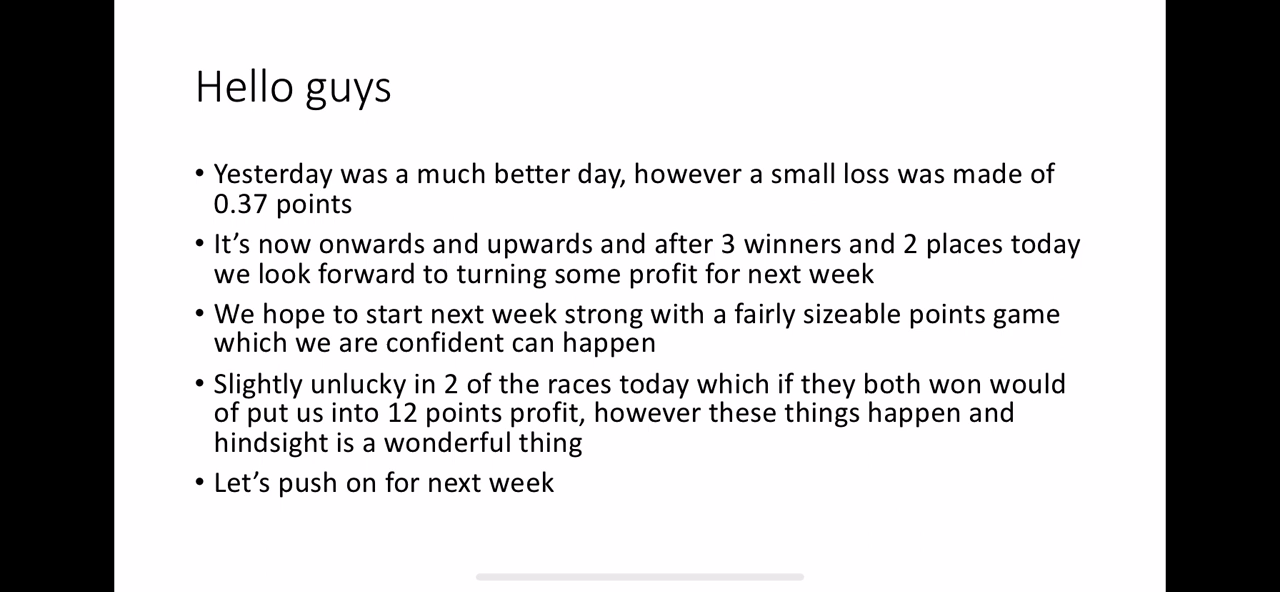 Hello guys
• Yesterday was a much better day, however a small loss was made of
0.37 points
• It’s now onwards and upwards and after 3 winners and 2 places today
we look forward to turning some profit for next week
• We hope to start next week strong with a fairly sizeable points game
which we are confident can happen
• Slightly unlucky in 2 of the races today which if they both won would
of put us into 12 points profit, however these things happen and
hindsight is a wonderful thing
• Let’s push on for next week